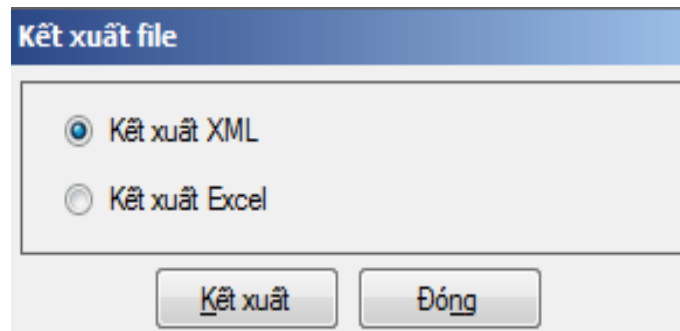 Kết xuất file
Kết xuất XML
Kết xuất Excel
Kết xuất Đóng